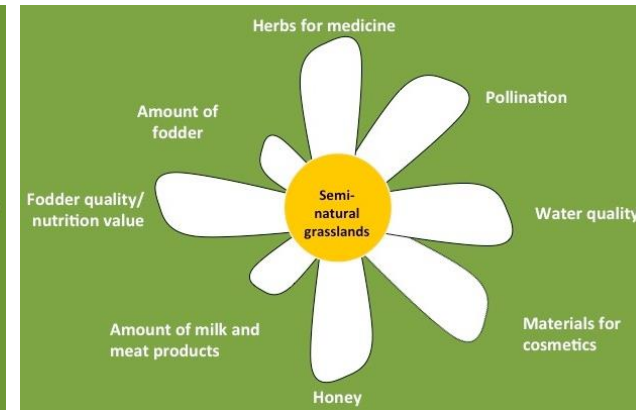 Herbs for medicine
Pollination
Amount of
fodder
Fodder quality/
nutrition value
Semi-
natural
grasslands
Water quality
Amount of milk and
meat products
Materials for
cosmetics
Honey